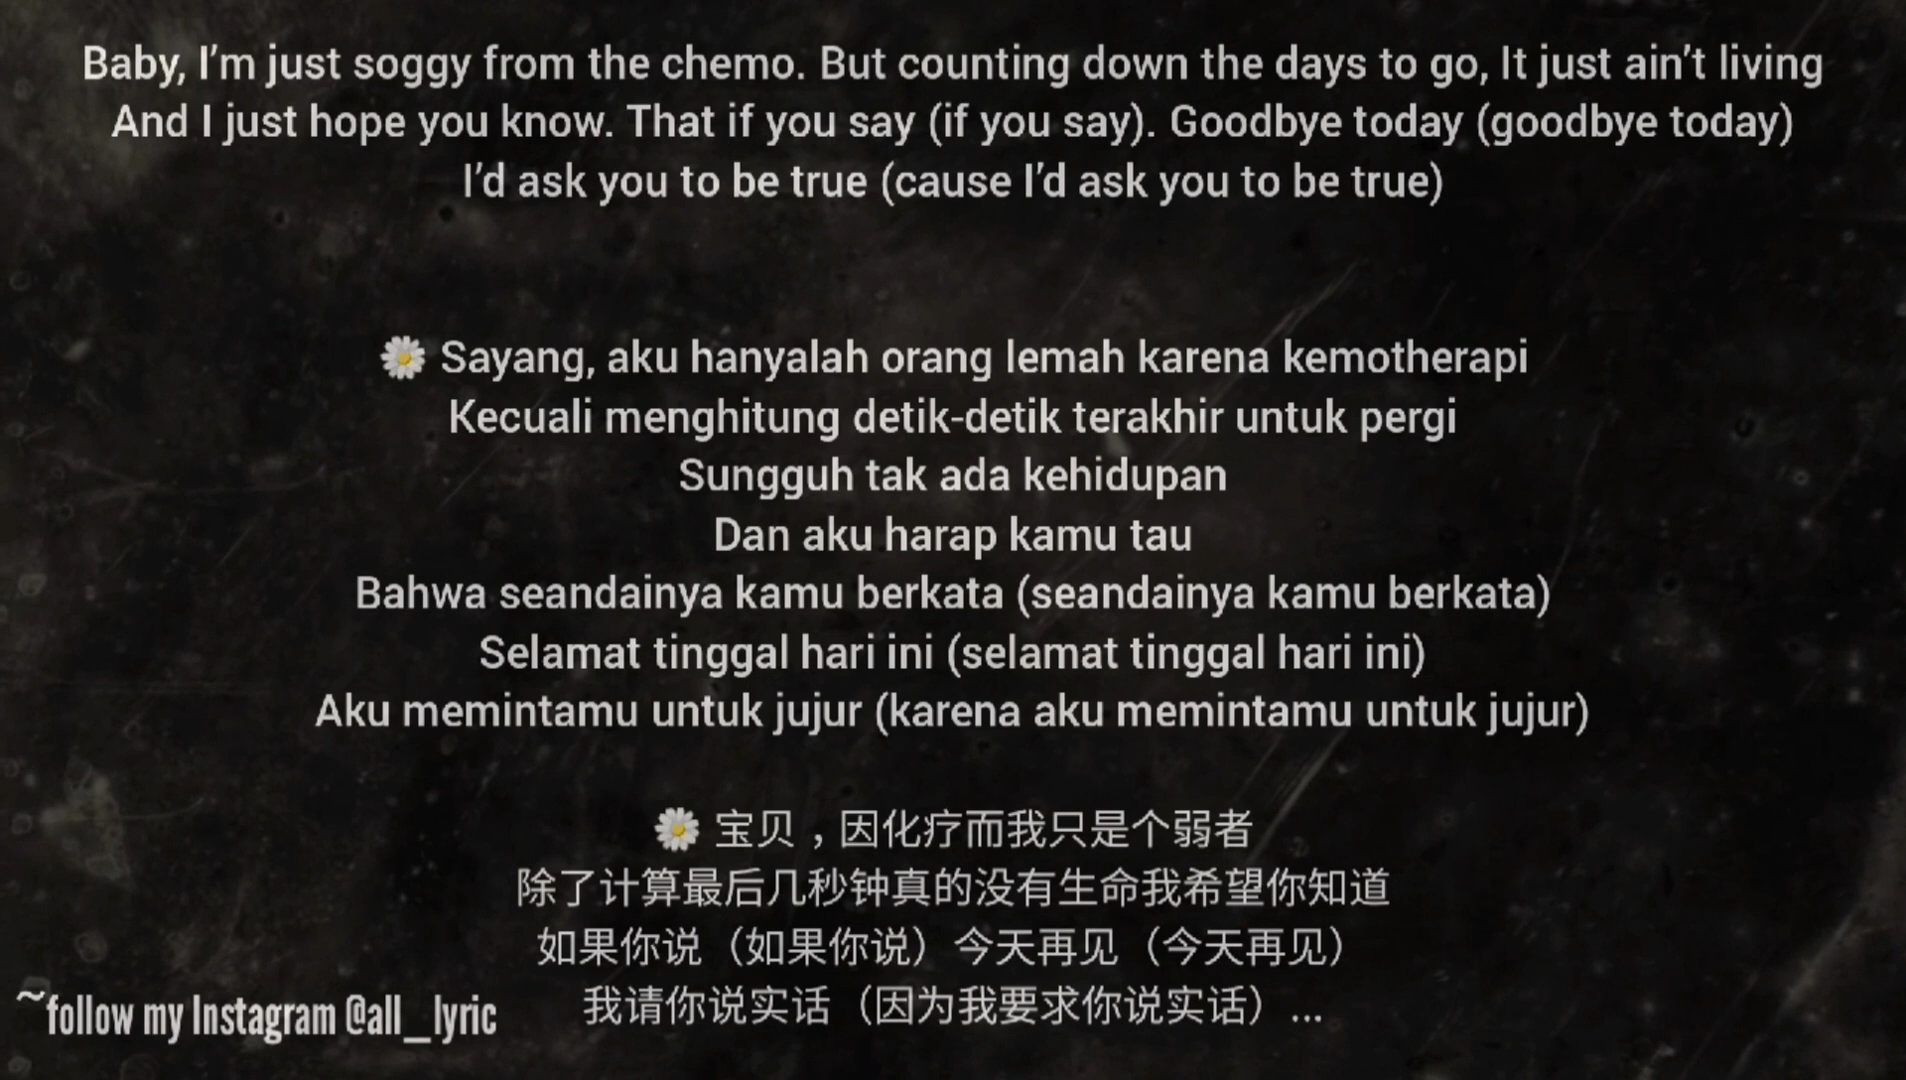 Baby, I'm just soggy from the chemo. But counting down the days to go, It just ain't living
And I just hope you know. That if you say (if you say). Goodbye today (goodbye today)
I'd ask you to be true (cause I'd ask you to be true)
🌼 Sayang, aku hanyalah orang lemah karena kemotherapi
Kecuali menghitung detik-detik terakhir untuk pergi
Sungguh tak ada kehidupan
Dan aku harap kamu tau
Bahwa seandainya kamu berkata (seandainya kamu berkata)
Selamat tinggal hari ini (selamat tinggal hari ini)
Aku memintamu untuk jujur (karena aku memintamu untuk jujur)
🌼 宝贝，因化疗而我只是个弱者
除了计算最后几秒钟真的没有生命我希望你知道
如果你说（如果你说）今天再见（今天再见）
我请你说实话（因为我要求你说实话）...
~follow my Instagram @all_lyric